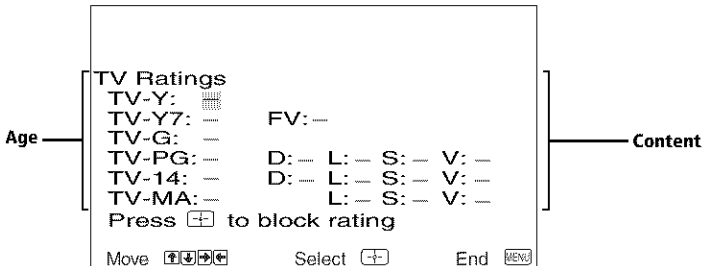 TV Ratings
TV-Y: —
TV-Y7: — FV: —
TV-G: —
TV-PG: — D: — L: — S: — V: —
TV-14: — D: — L: — S: — V: —
TV-MA: — L: — S: — V: —
Press to block rating
Move Select End MENU
Age
Content